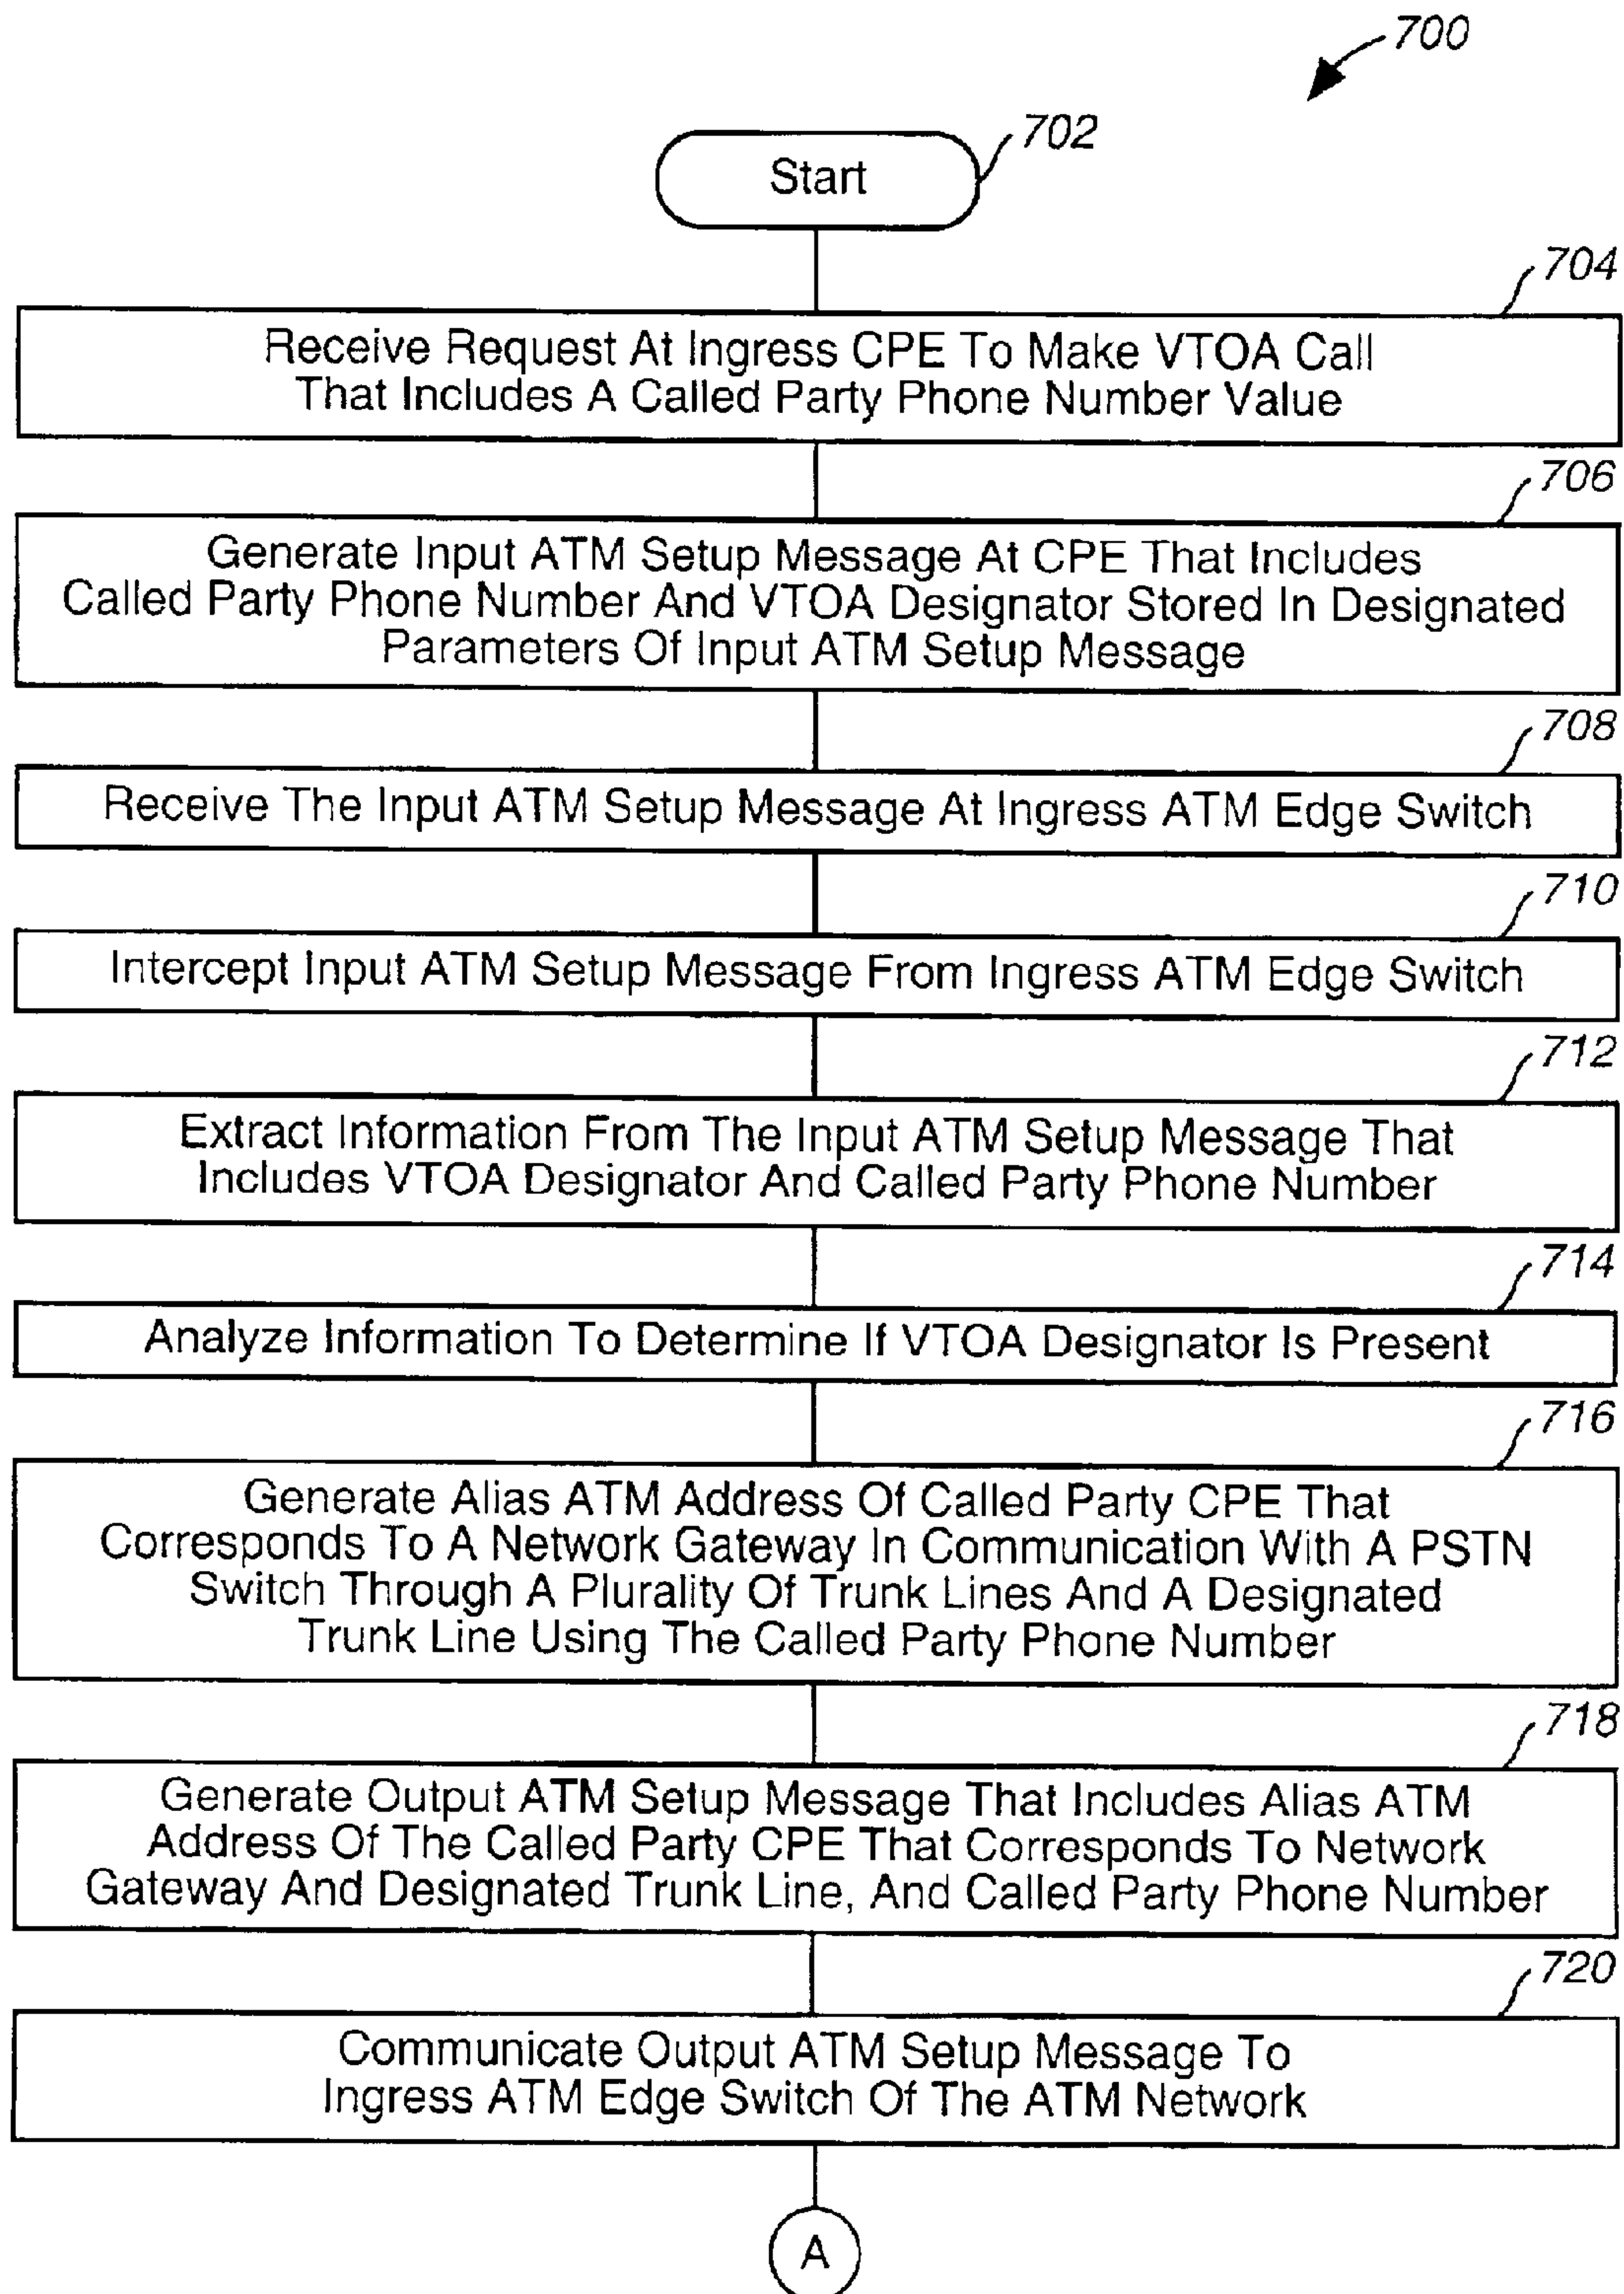 700
702
Start
704
Receive Request At Ingress CPE To Make VTOA Call
That Includes A Called Party Phone Number Value
706
Generate Input ATM Setup Message At CPE That Includes
Called Party Phone Number And VTOA Designator Stored In Designated
Parameters Of Input ATM Setup Message
708
Receive The Input ATM Setup Message At Ingress ATM Edge Switch
710
Intercept Input ATM Setup Message From Ingress ATM Edge Switch
712
Extract Information From The Input ATM Setup Message That
Includes VTOA Designator And Called Party Phone Number
714
Analyze Information To Determine If VTOA Designator Is Present
716
Generate Alias ATM Address Of Called Party CPE That
Corresponds To A Network Gateway In Communication With A PSTN
Switch Through A Plurality Of Trunk Lines And A Designated
Trunk Line Using The Called Party Phone Number
718
Generate Output ATM Setup Message That Includes Alias ATM
Address Of The Called Party CPE That Corresponds To Network
Gateway And Designated Trunk Line, And Called Party Phone Number
720
Communicate Output ATM Setup Message To
Ingress ATM Edge Switch Of The ATM Network
A